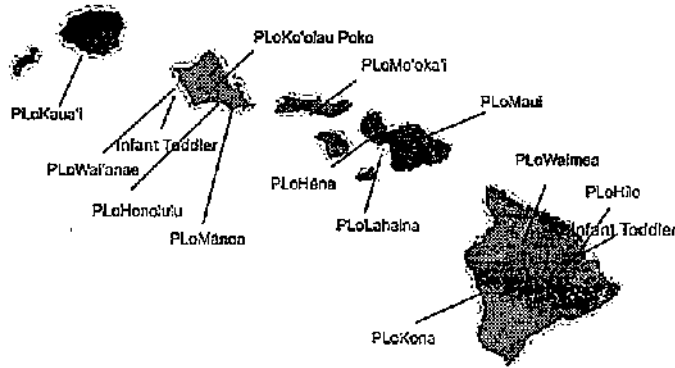 PLoKo'olau Poko
PLoMo'oka'i
PLoKaua'i
PLoMaui
Infant Toddler
PLoWai'anae
PLoWaimea
PLoHāna
PLoHilo
PLoHonolulu
PLoLahaina
Infant Toddler
PLoMānoa
PLoKona